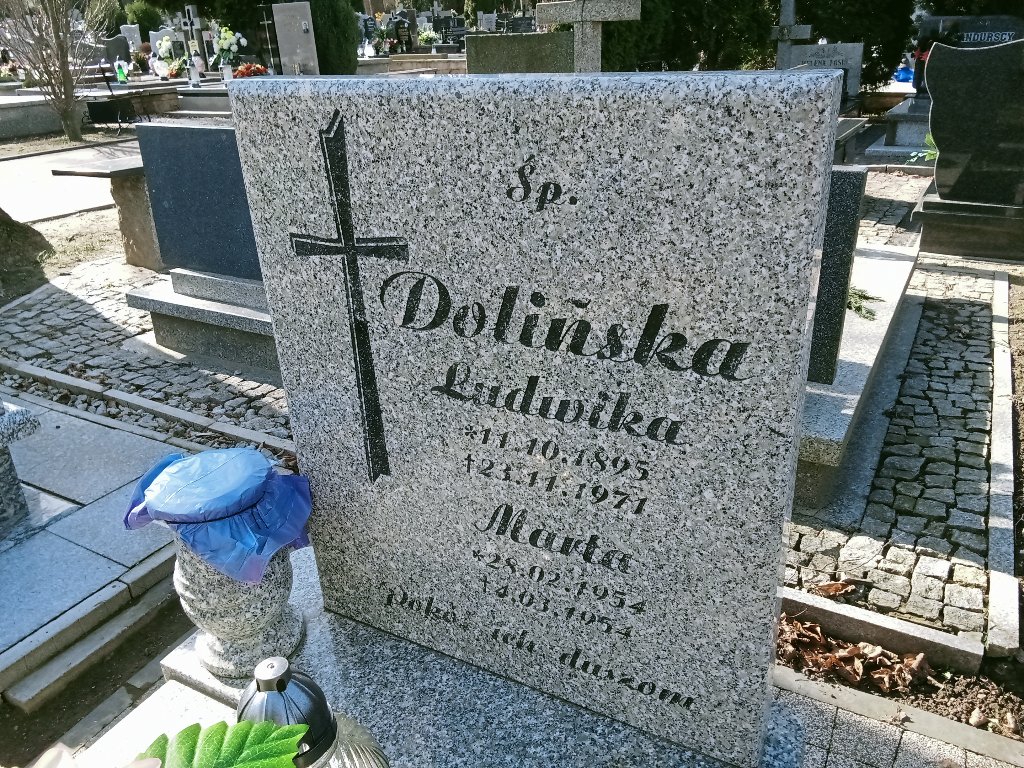 Śp.
Dolińska
Ludwika
*11.10.1895
†23.11.1971
Marta
*28.02.1954
†4.03.1954
Pokój ich duszom
NDURSCY